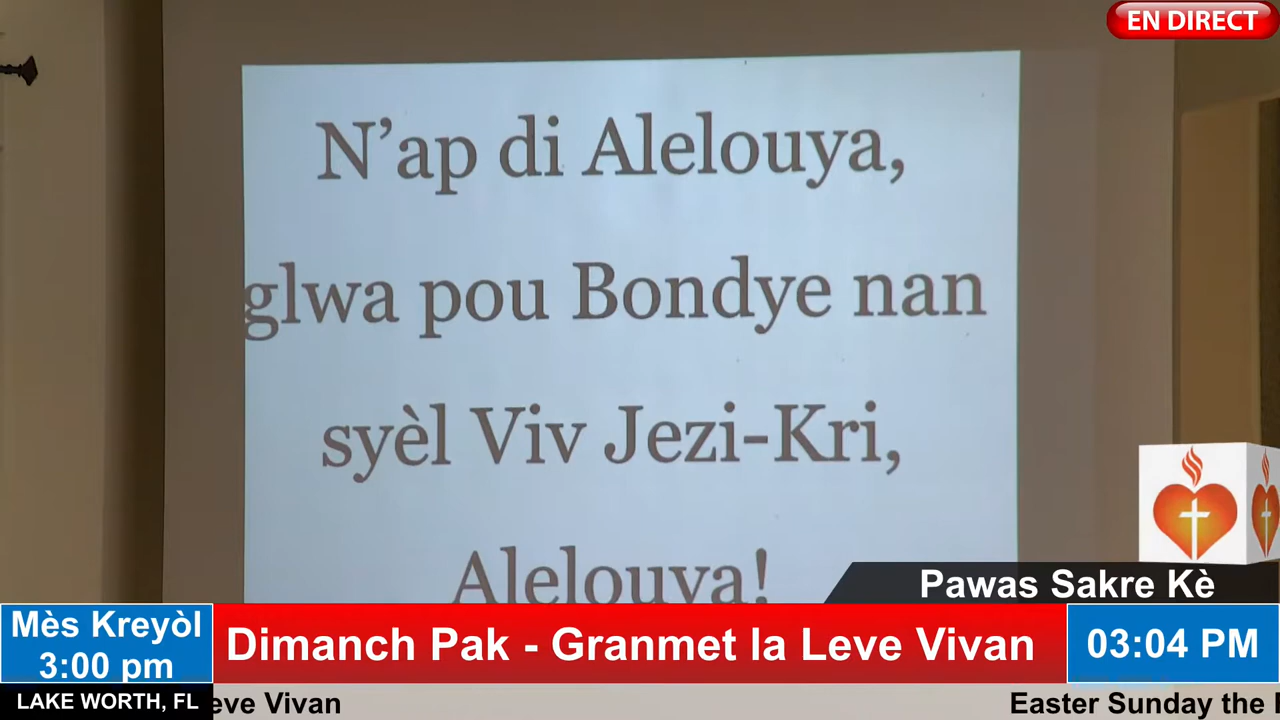 EN DIRECT
N'ap di Alelouya,
glwa pou Bondye nan
syèl Viv Jezi-Kri,
Alelouya!
Pawas Sakre Kè
Mès Kreyòl
3:00 pm
Dimanch Pak - Granmet la Leve Vivan
03:04 PM
LAKE WORTH, FL
eve Vivan
Easter Sunday the